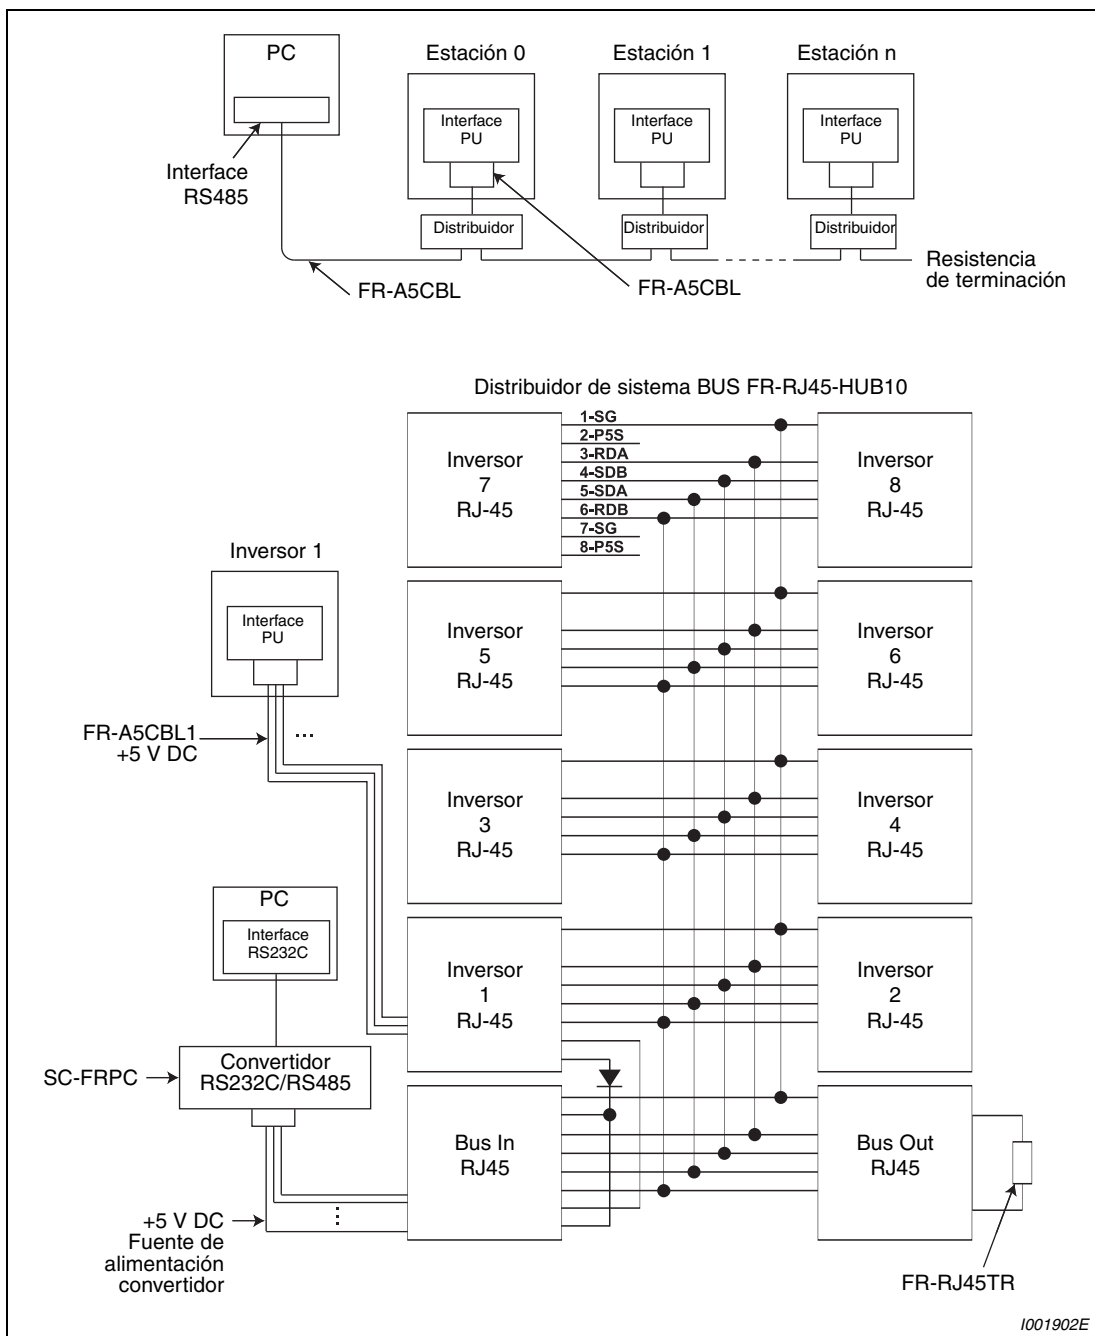 PC
Estación 0
Estación 1
Estación n
Interface
PU
Interface
PU
Interface
PU
Interface
RS485
Distribuidor
Distribuidor
Distribuidor
Resistencia
de terminación
FR-A5CBL
FR-A5CBL
Distribuidor de sistema BUS FR-RJ45-HUB10
Inversor
7
RJ-45
1-SG
2-P5S
3-RDA
4-SDB
5-SDA
6-RDB
7-SG
8-P5S
Inversor
8
RJ-45
Inversor 1
Interface
PU
Inversor
5
RJ-45
Inversor
6
RJ-45
FR-A5CBL1
+5 V DC
...
Inversor
3
RJ-45
Inversor
4
RJ-45
PC
Interface
RS232C
Inversor
1
RJ-45
Inversor
2
RJ-45
SC-FRPC
Convertidor
RS232C/RS485
Bus In
RJ45
Bus Out
RJ45
+5 V DC
Fuente de
alimentación
convertidor
FR-RJ45TR
I001902E